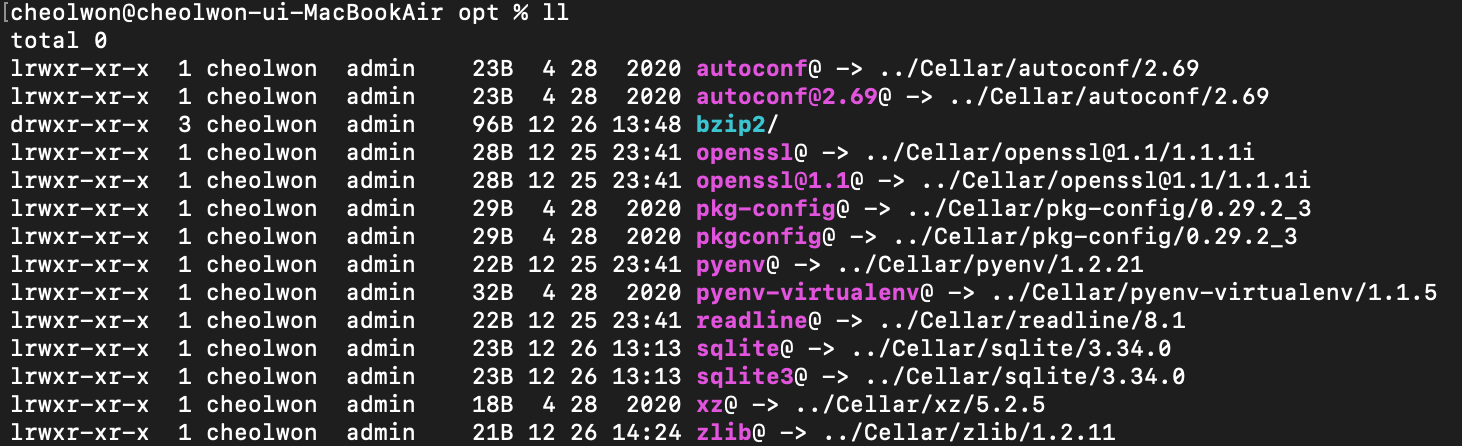 [cheolwon@cheolwon-ui-MacBookAir opt % ll
total 0
lrwxr-xr-x  1 cheolwon  admin    23B  4 28  2020 autoconf@ -> ../Cellar/autoconf/2.69
lrwxr-xr-x  1 cheolwon  admin    23B  4 28  2020 autoconf@2.69@ -> ../Cellar/autoconf/2.69
drwxr-xr-x  3 cheolwon  admin    96B 12 26 13:48 bzip2/
lrwxr-xr-x  1 cheolwon  admin    28B 12 25 23:41 openssl@ -> ../Cellar/openssl@1.1/1.1.1i
lrwxr-xr-x  1 cheolwon  admin    28B 12 25 23:41 openssl@1.1@ -> ../Cellar/openssl@1.1/1.1.1i
lrwxr-xr-x  1 cheolwon  admin    29B  4 28  2020 pkg-config@ -> ../Cellar/pkg-config/0.29.2_3
lrwxr-xr-x  1 cheolwon  admin    29B  4 28  2020 pkgconfig@ -> ../Cellar/pkg-config/0.29.2_3
lrwxr-xr-x  1 cheolwon  admin    22B 12 25 23:41 pyenv@ -> ../Cellar/pyenv/1.2.21
lrwxr-xr-x  1 cheolwon  admin    32B  4 28  2020 pyenv-virtualenv@ -> ../Cellar/pyenv-virtualenv/1.1.5
lrwxr-xr-x  1 cheolwon  admin    22B 12 25 23:41 readline@ -> ../Cellar/readline/8.1
lrwxr-xr-x  1 cheolwon  admin    23B 12 26 13:13 sqlite@ -> ../Cellar/sqlite/3.34.0
lrwxr-xr-x  1 cheolwon  admin    23B 12 26 13:13 sqlite3@ -> ../Cellar/sqlite/3.34.0
lrwxr-xr-x  1 cheolwon  admin    18B  4 28  2020 xz@ -> ../Cellar/xz/5.2.5
lrwxr-xr-x  1 cheolwon  admin    21B 12 26 14:24 zlib@ -> ../Cellar/zlib/1.2.11